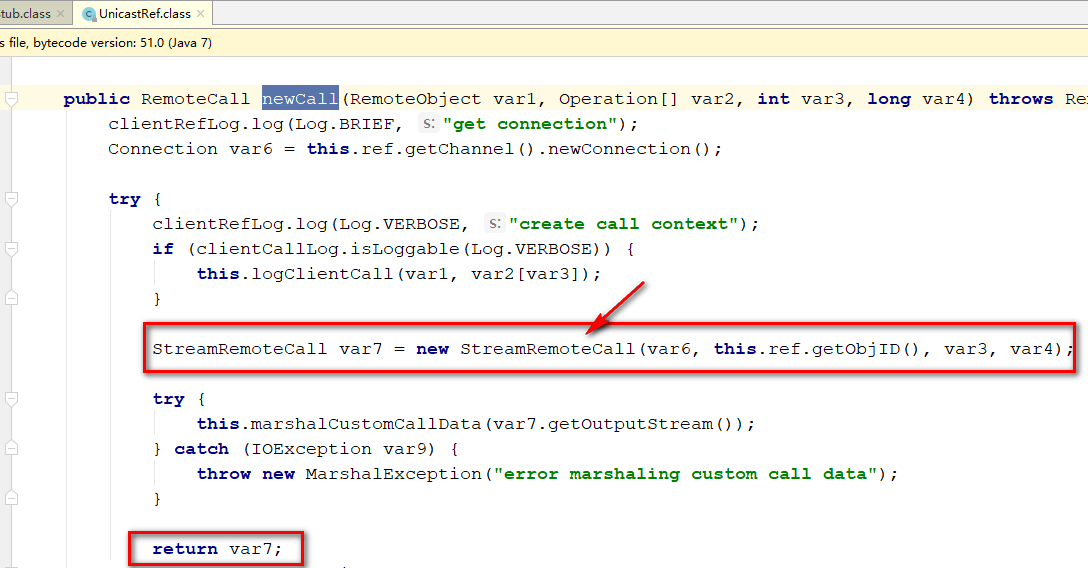 tub.class × UnicastRef.class ×
s file, bytecode version: 51.0 (Java 7)
public RemoteCall newCall(RemoteObject var1, Operation[] var2, int var3, long var4) throws Re
clientRefLog.log(Log.BRIEF, s: "get connection");
Connection var6 = this.ref.getChannel().newConnection();
try {
clientRefLog.log(Log.VERBOSE, s: "create call context");
if (clientCallLog.isLoggable(Log.VERBOSE)) {
this.logClientCall(var1, var2[var3]);
}
StreamRemoteCall var7 = new StreamRemoteCall(var6, this.ref.getObjID(), var3, var4);
try {
this.marshalCustomCallData(var7.getOutputStream());
} catch (IOException var9) {
throw new MarshalException("error marshaling custom call data");
}
return var7;